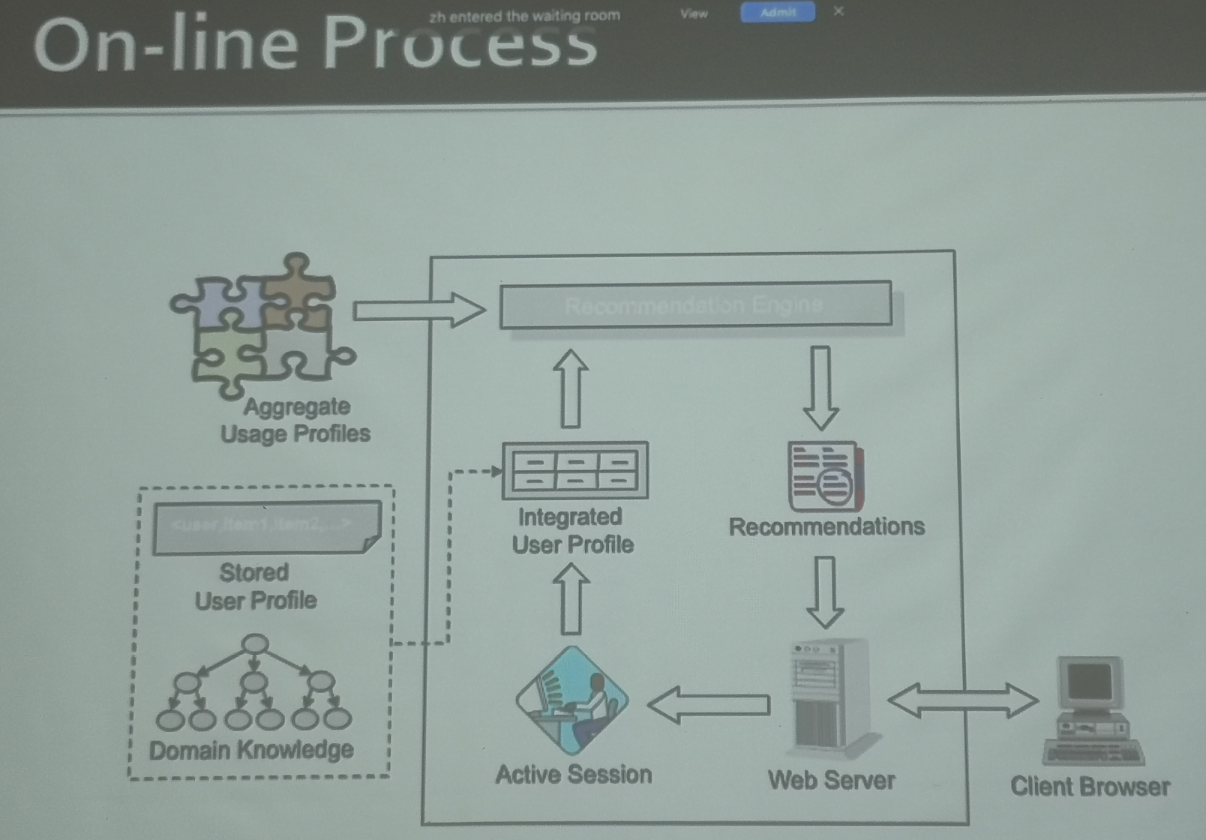 zh entered the waiting room
View
Admit
On-line Process
Recommendation Engine
Aggregate
Usage Profiles
<user,item1,item2,...>
Stored
User Profile
Integrated
User Profile
Recommendations
Domain Knowledge
Active Session
Web Server
Client Browser